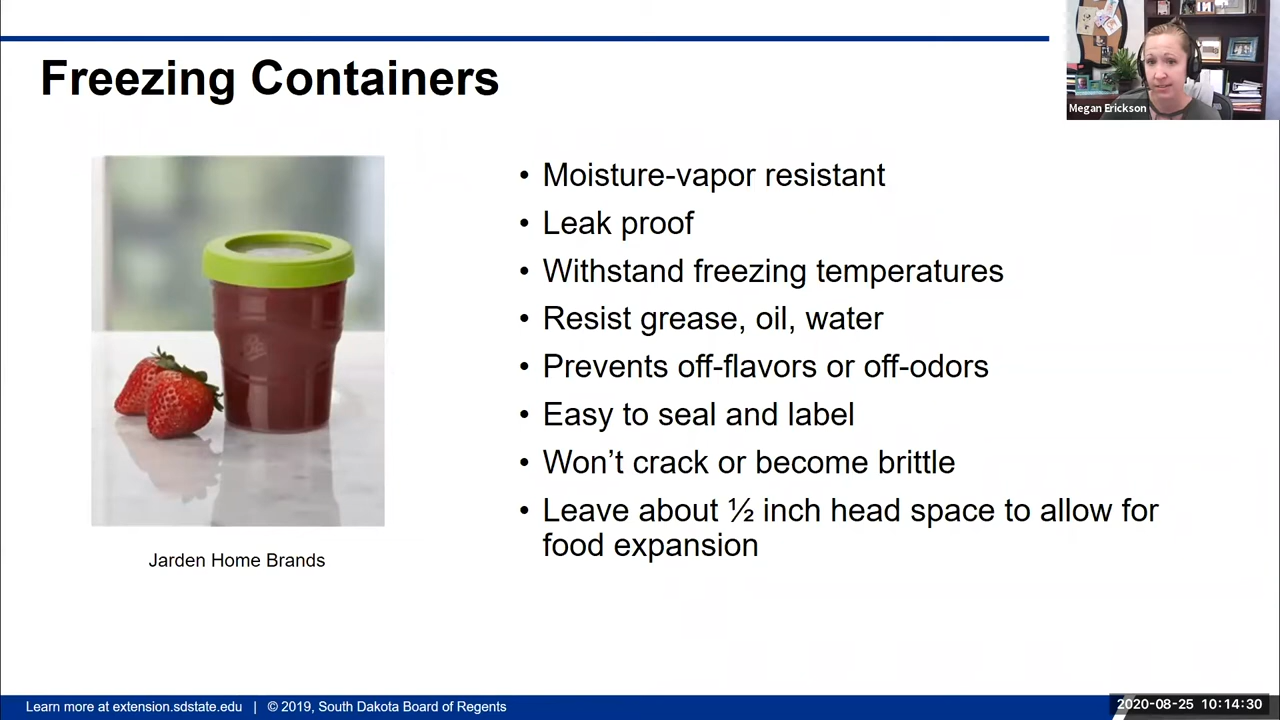 Freezing Containers
Megan Erickson
• Moisture-vapor resistant
• Leak proof
• Withstand freezing temperatures
• Resist grease, oil, water
• Prevents off-flavors or off-odors
• Easy to seal and label
• Won’t crack or become brittle
• Leave about ½ inch head space to allow for
food expansion
Jarden Home Brands
Learn more at extension.sdstate.edu | © 2019, South Dakota Board of Regents
2020-08-25 10:14:30